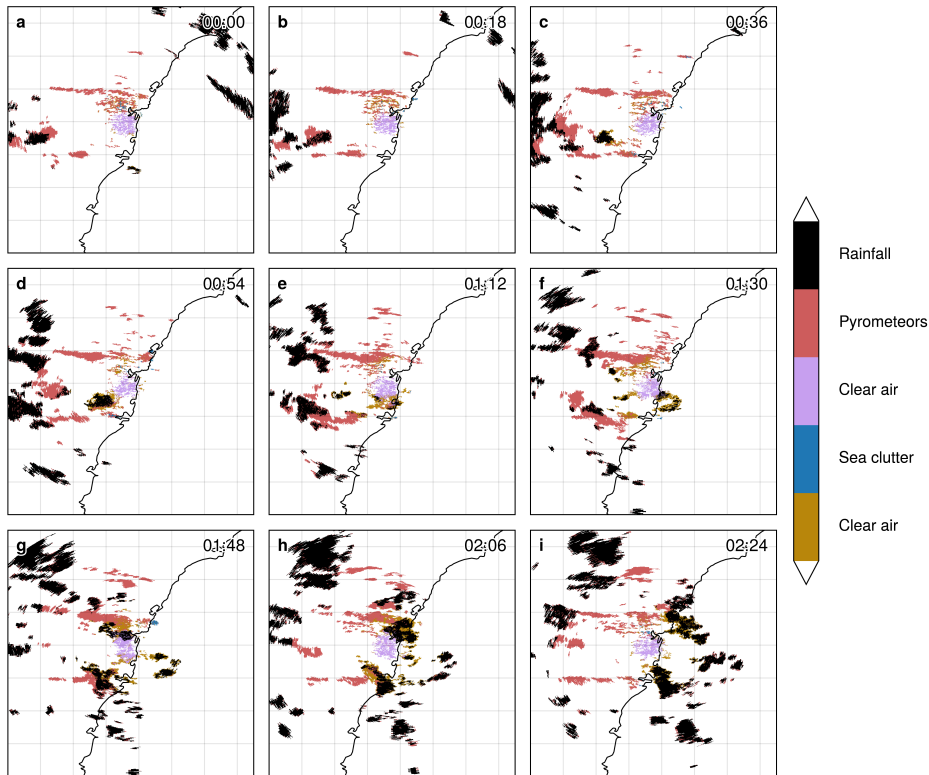 a 00:00
b 00:18
c 00:36
d 00:54
e 01:12
f 01:30
g 01:48
h 02:06
i 02:24
Rainfall
Pyrometeors
Clear air
Sea clutter
Clear air